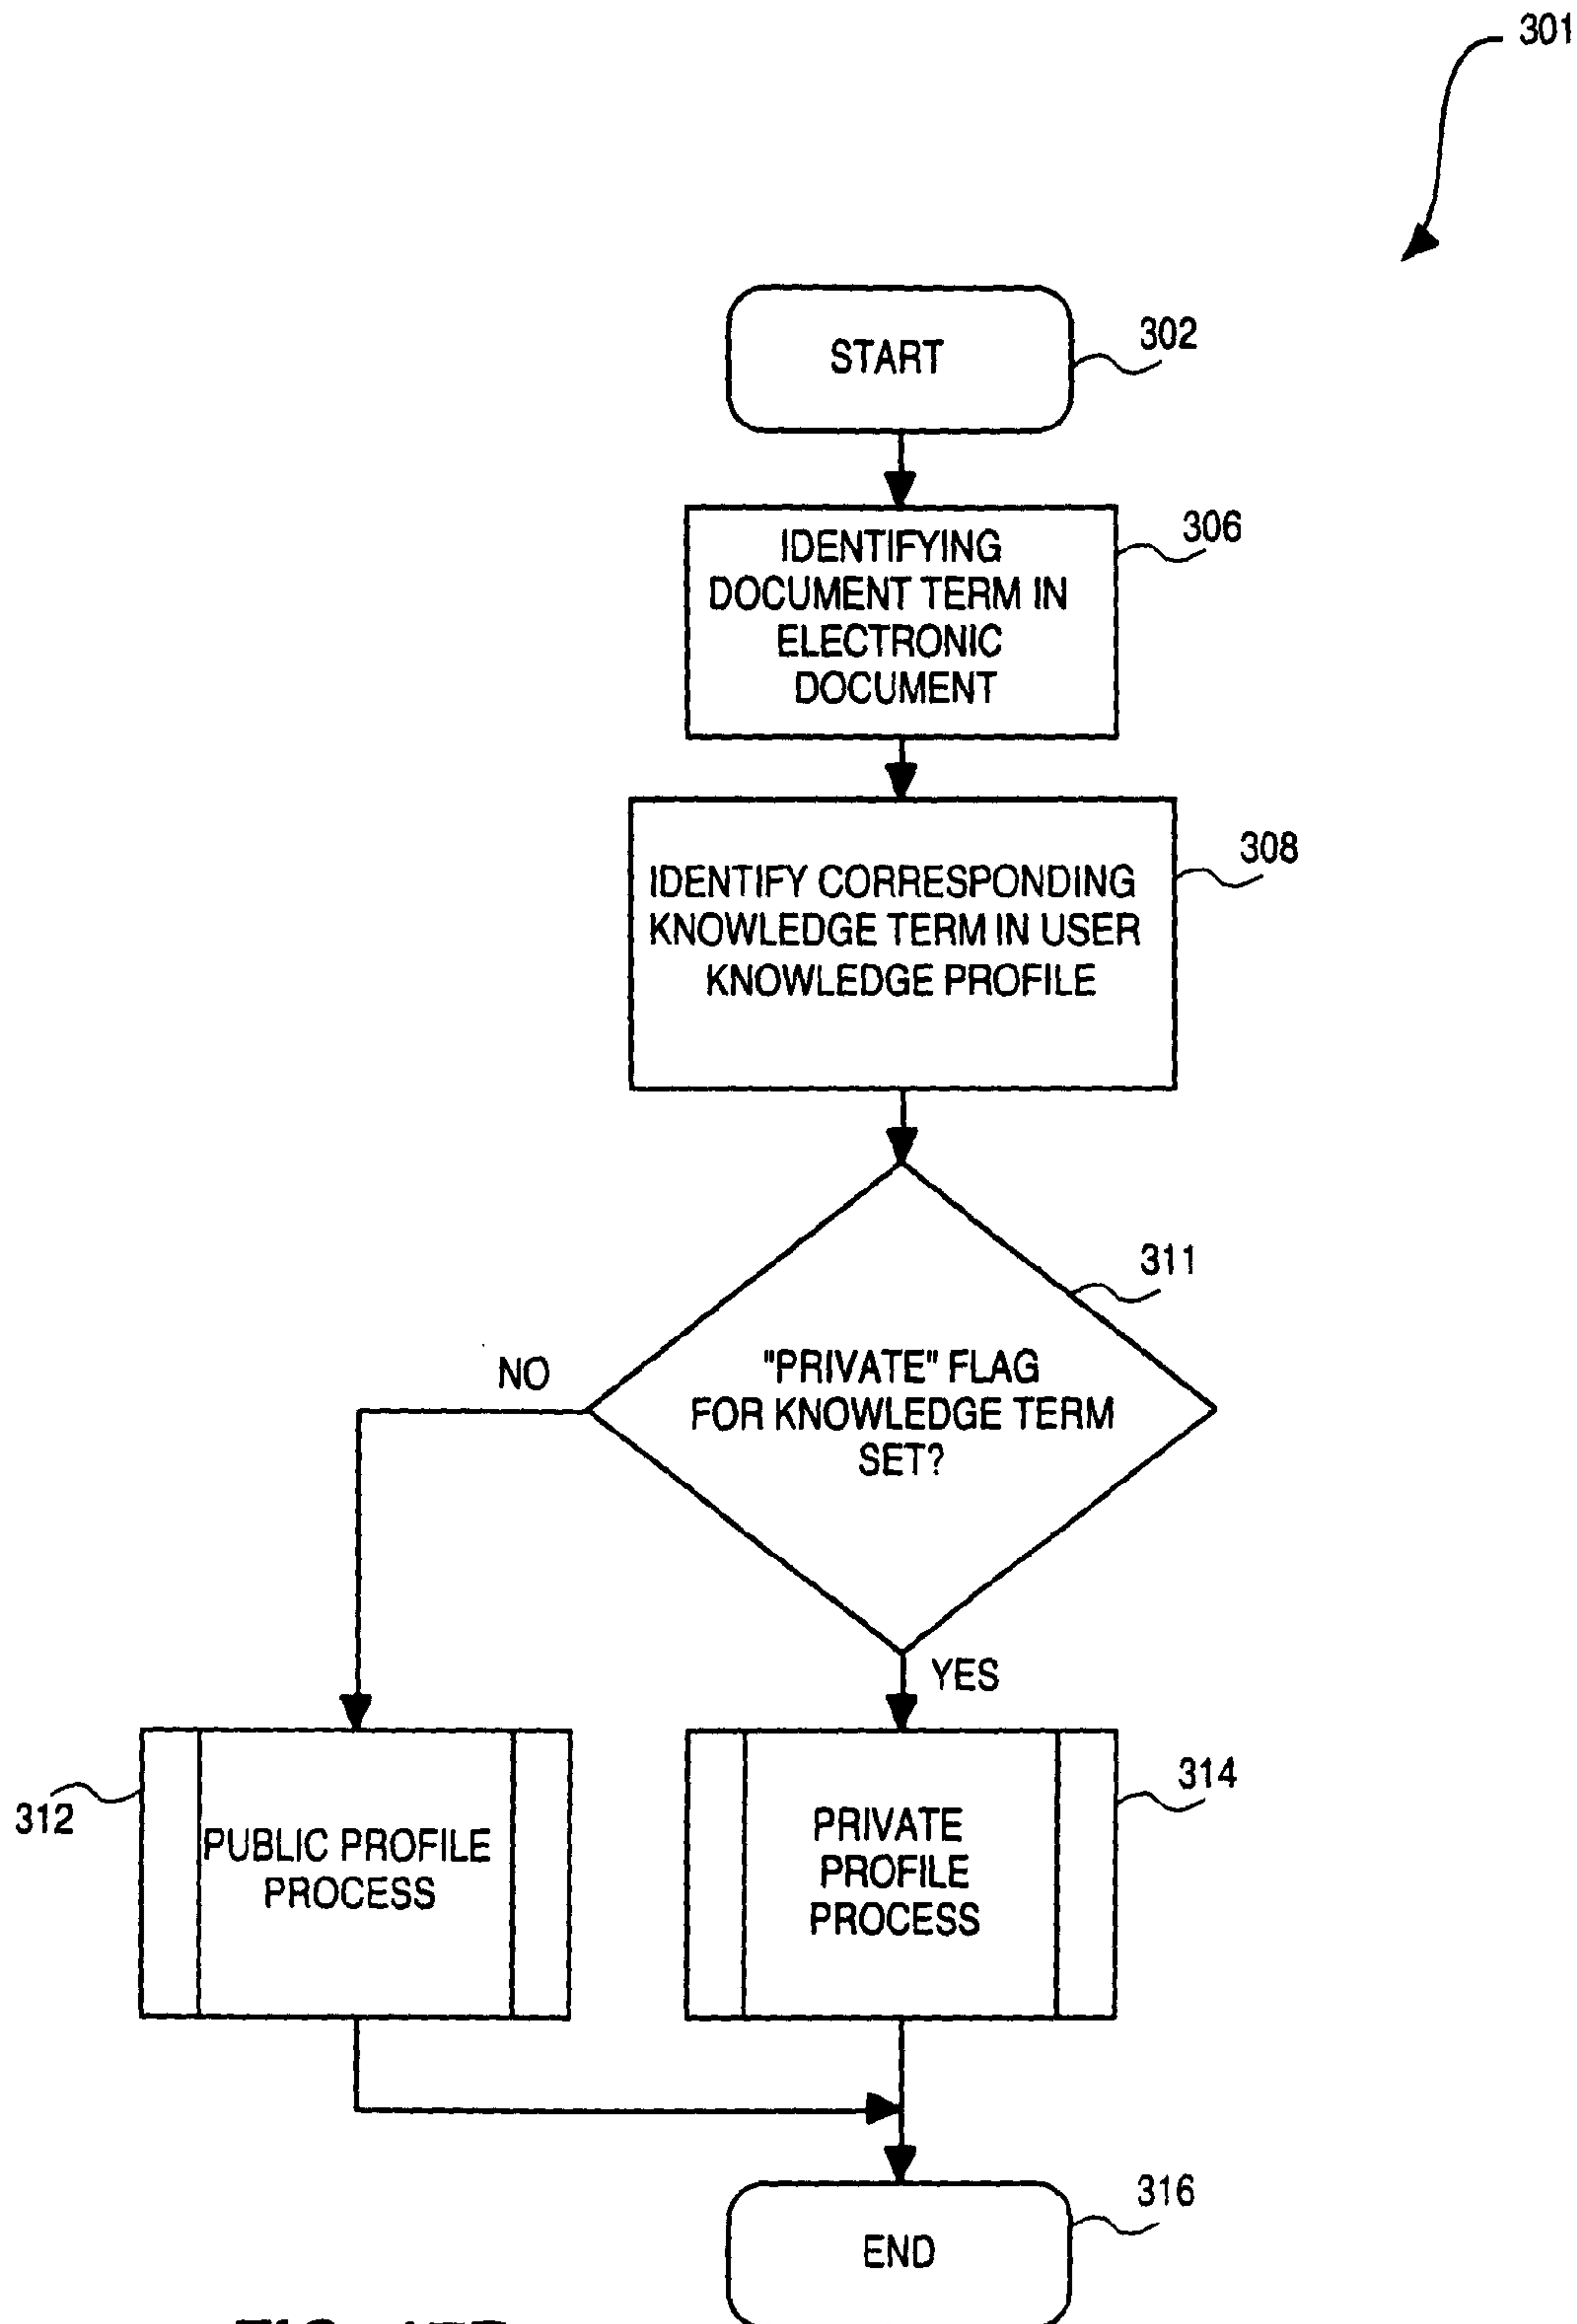 301
START
302
IDENTIFYING
DOCUMENT TERM IN
ELECTRONIC
DOCUMENT
306
IDENTIFY CORRESPONDING
KNOWLEDGE TERM IN USER
KNOWLEDGE PROFILE
308
311
"PRIVATE" FLAG
FOR KNOWLEDGE TERM
SET?
NO
YES
312
PUBLIC PROFILE
PROCESS
PRIVATE
PROFILE
PROCESS
314
END
316